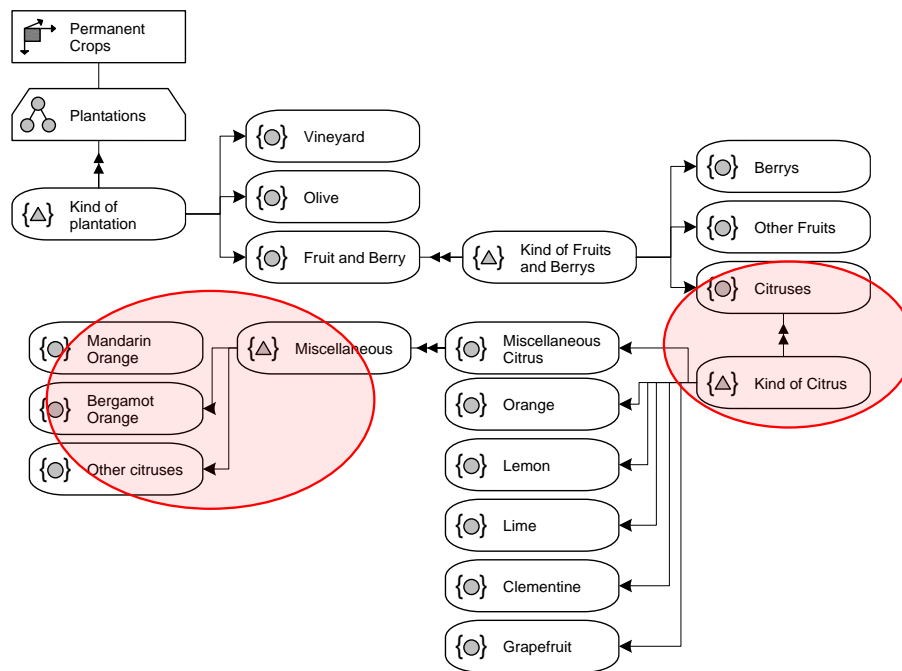 Permanent
Crops
Plantations
Vineyard
Berrys
Kind of
plantation
Olive
Other Fruits
Fruit and Berry
Kind of Fruits
and Berrys
Citruses
Mandarin
Orange
Miscellaneous
Miscellaneous
Citrus
Kind of Citrus
Bergamot
Orange
Orange
Other citruses
Lemon
Lime
Clementine
Grapefruit